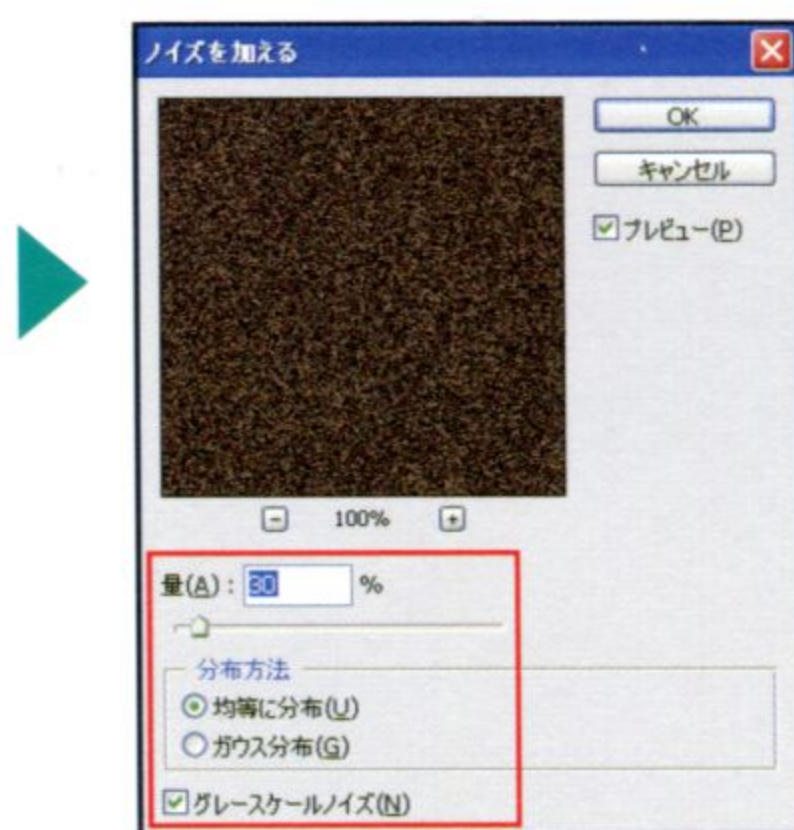 ノイズを加える
OK
キャンセル
プレビュー(P)
100%
量(A) : 30 %
分布方法
均等に分布(U)
ガウス分布(G)
グレースケールノイズ(N)